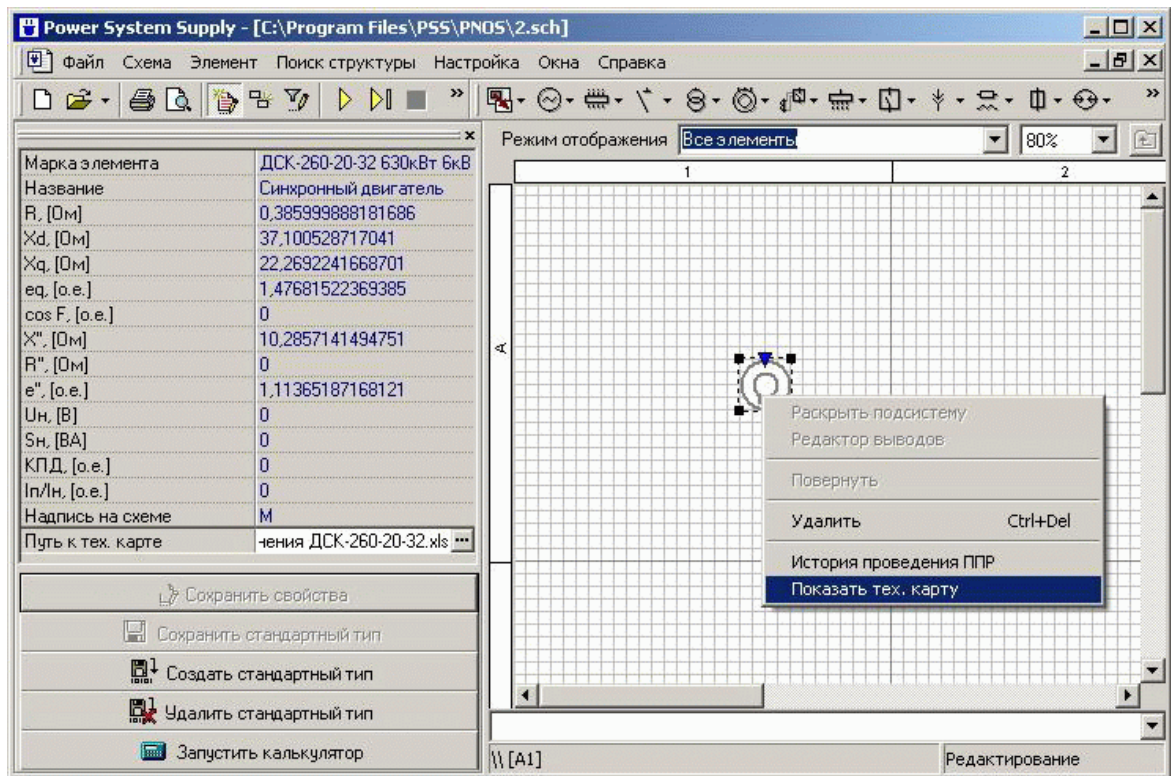 Power System Supply - [C:\Program Files\PSS\PNOS\2.sch]
Файл Схема Элемент Поиск структуры Настройка Окна Справка
Режим отображения Все элементы 80%
1 2
Марка элемента ДСК-260-20-32 630кВт 6кВ
Название Синхронный двигатель
R, [Ом] 0,385999888181686
Xd, [Ом] 37,100528717041
Xq, [Ом] 22,2692241668701
eq, [о.е.] 1,47681522369385
cos F, [о.е.] 0
X", [Ом] 10,2857141494751
R", [Ом] 0
e", [о.е.] 1,11365187168121
Uн, [В] 0
Sн, [ВА] 0
КПД, [о.е.] 0
Iп/Iн, [о.е.] 0
Надпись на схеме М
Путь к тех. карте чения ДСК-260-20-32.xls ...
Сохранить свойства
Сохранить стандартный тип
Создать стандартный тип
Удалить стандартный тип
Запустить калькулятор
A
Раскрыть подсистему
Редактор выводов
Повернуть
Удалить Ctrl+Del
История проведения ППР
Показать тех. карту
\\ [A1] Редактирование